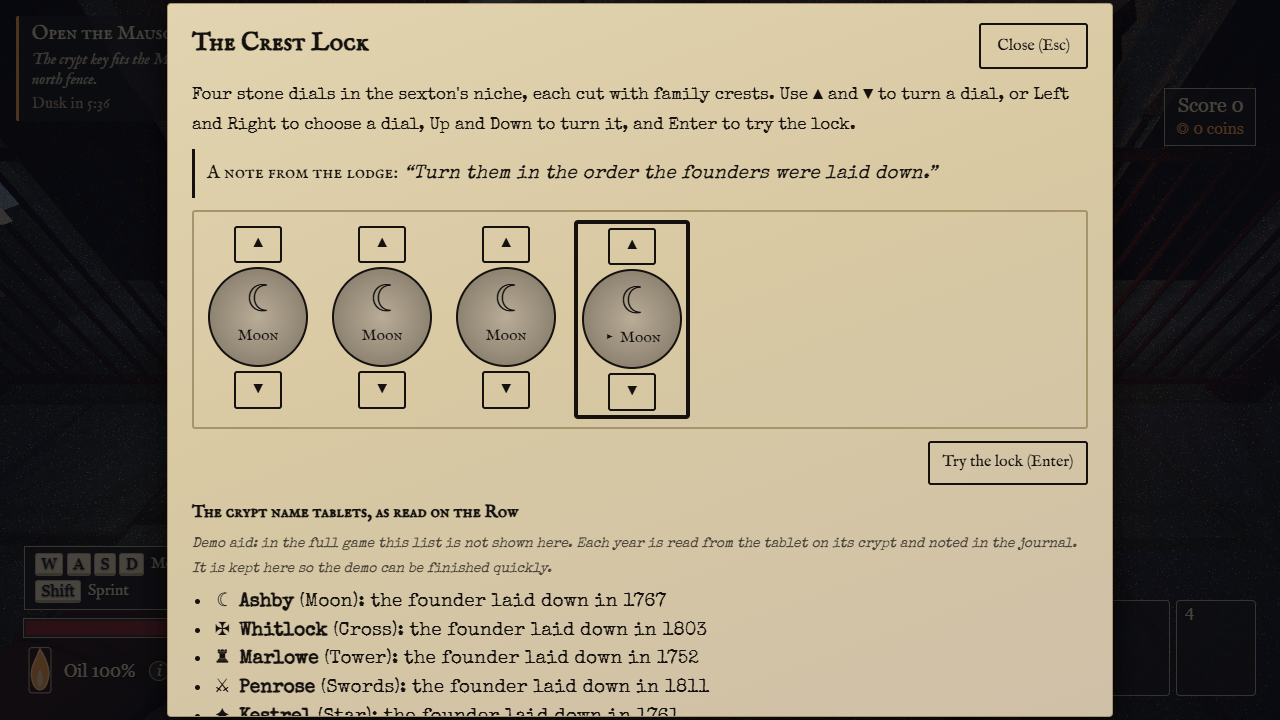 The Crest Lock
Close (Esc)
Four stone dials in the sexton's niche, each cut with family crests. Use ▲ and ▼ to turn a dial, or Left
and Right to choose a dial, Up and Down to turn it, and Enter to try the lock.
A note from the lodge: “Turn them in the order the founders were laid down.”
▲ ▲ ▲ ▲
☾ ☾ ☾ ☾
Moon Moon Moon ▸ Moon
▼ ▼ ▼ ▼
Try the lock (Enter)
The crypt name tablets, as read on the Row
Demo aid: in the full game this list is not shown here. Each year is read from the tablet on its crypt and noted in the journal.
It is kept here so the demo can be finished quickly.
• ☾ Ashby (Moon): the founder laid down in 1767
• ✠ Whitlock (Cross): the founder laid down in 1803
• ♜ Marlowe (Tower): the founder laid down in 1752
• ⚔ Penrose (Swords): the founder laid down in 1811
• ✦ Kestrel (Star): the founder laid down in 1761
Open the
The crypt key fits the
north fence.
Dusk in 5:36
Score 0
0 coins
W A S D
Shift Sprint
Oil 100% i
4